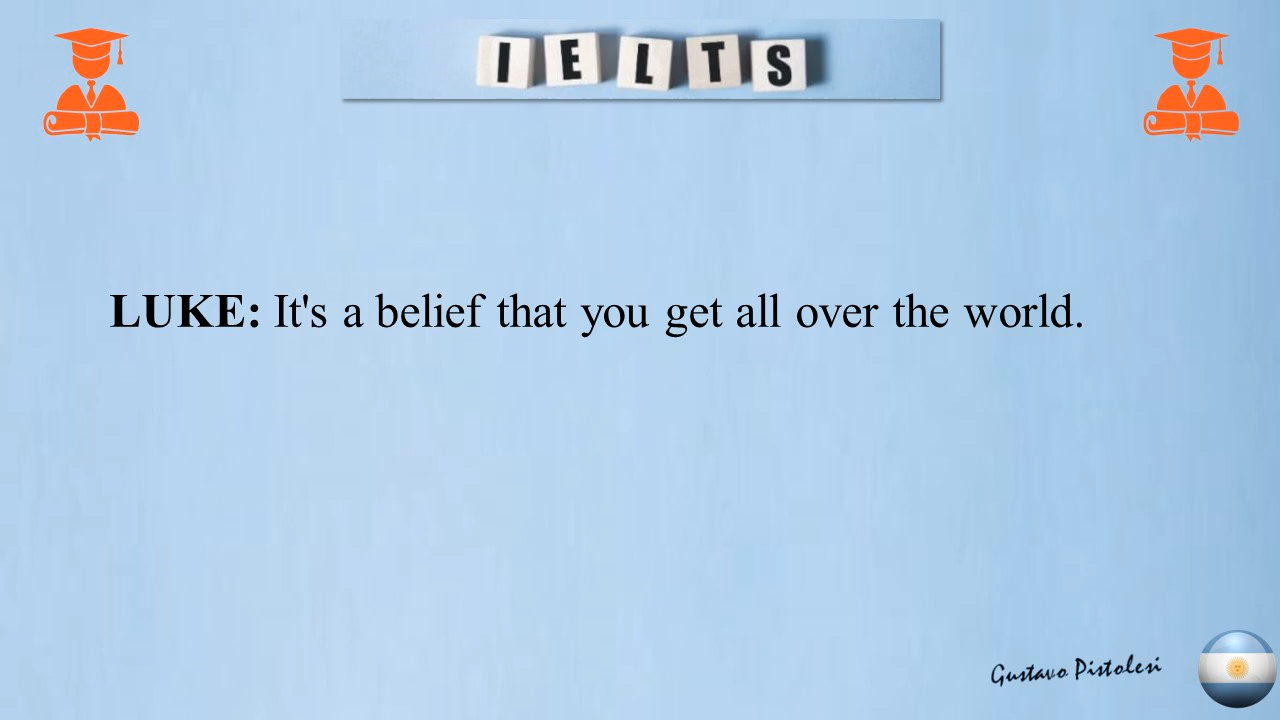 IELTS
LUKE: It's a belief that you get all over the world.
Gustavo Pistolesi